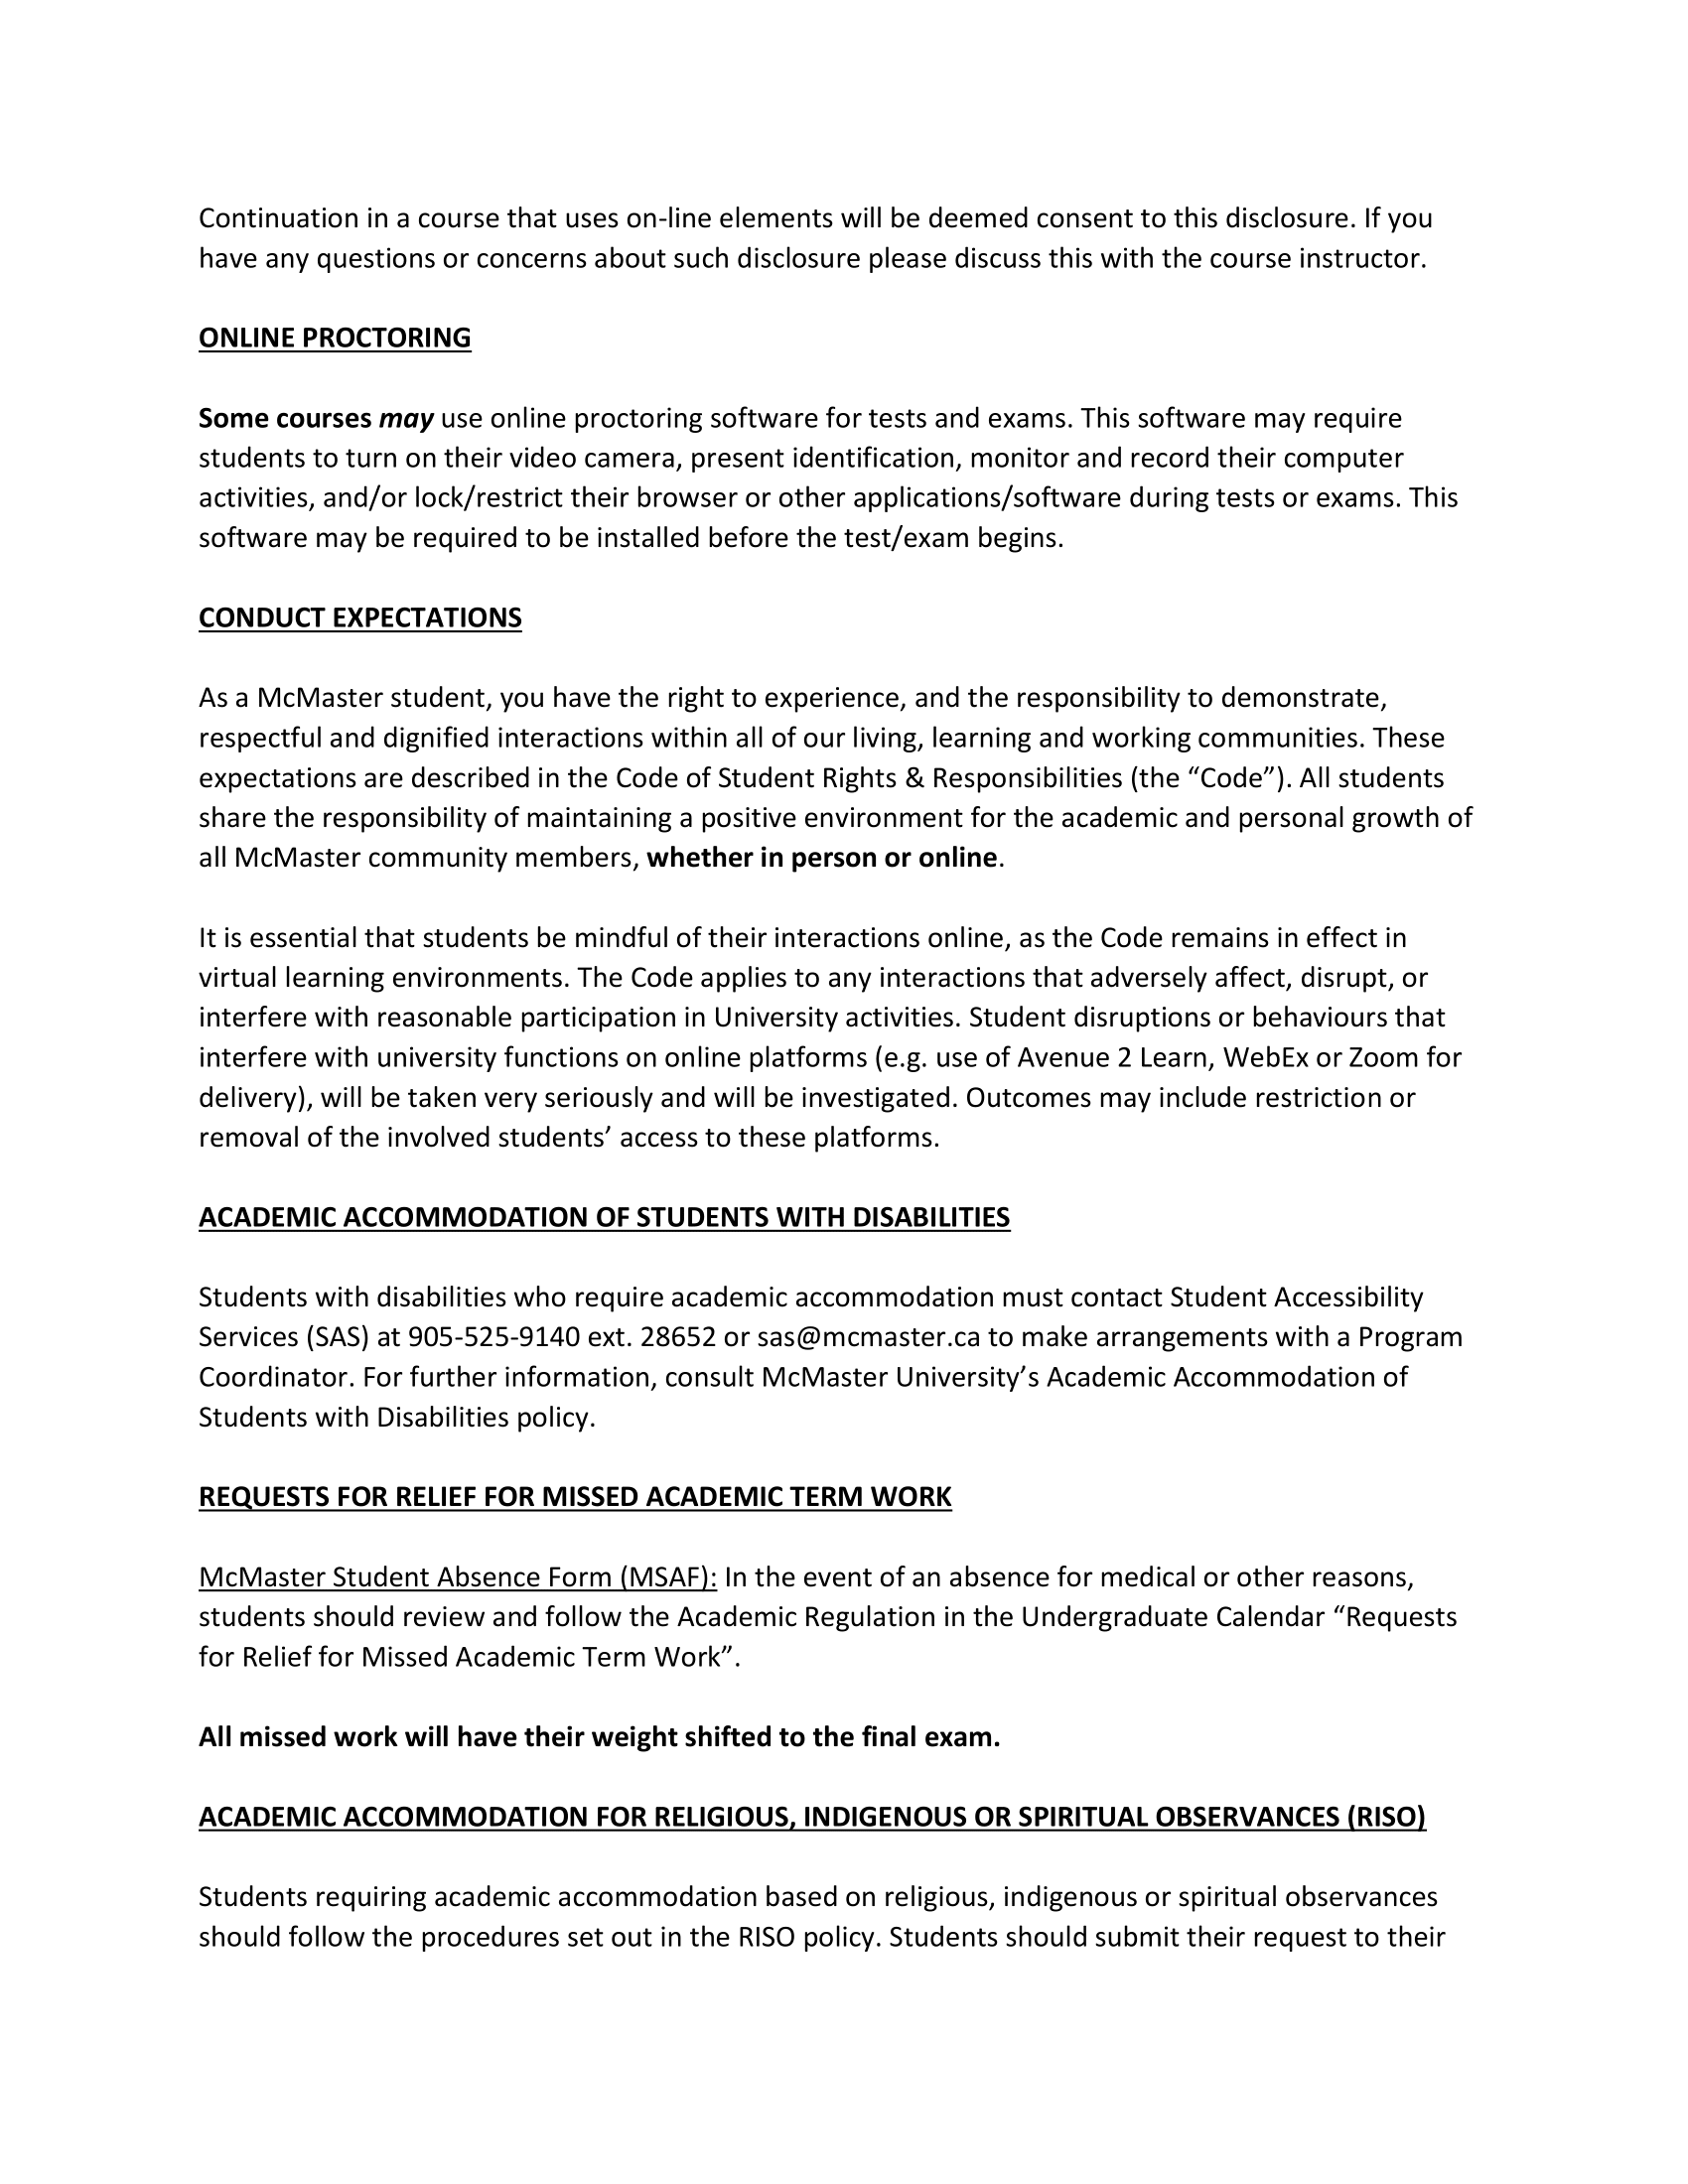 Continuation in a course that uses on-line elements will be deemed consent to this disclosure. If you
have any questions or concerns about such disclosure please discuss this with the course instructor.
ONLINE PROCTORING
Some courses may use online proctoring software for tests and exams. This software may require
students to turn on their video camera, present identification, monitor and record their computer
activities, and/or lock/restrict their browser or other applications/software during tests or exams. This
software may be required to be installed before the test/exam begins.
CONDUCT EXPECTATIONS
As a McMaster student, you have the right to experience, and the responsibility to demonstrate,
respectful and dignified interactions within all of our living, learning and working communities. These
expectations are described in the Code of Student Rights & Responsibilities (the “Code”). All students
share the responsibility of maintaining a positive environment for the academic and personal growth of
all McMaster community members, whether in person or online.
It is essential that students be mindful of their interactions online, as the Code remains in effect in
virtual learning environments. The Code applies to any interactions that adversely affect, disrupt, or
interfere with reasonable participation in University activities. Student disruptions or behaviours that
interfere with university functions on online platforms (e.g. use of Avenue 2 Learn, WebEx or Zoom for
delivery), will be taken very seriously and will be investigated. Outcomes may include restriction or
removal of the involved students’ access to these platforms.
ACADEMIC ACCOMMODATION OF STUDENTS WITH DISABILITIES
Students with disabilities who require academic accommodation must contact Student Accessibility
Services (SAS) at 905-525-9140 ext. 28652 or sas@mcmaster.ca to make arrangements with a Program
Coordinator. For further information, consult McMaster University’s Academic Accommodation of
Students with Disabilities policy.
REQUESTS FOR RELIEF FOR MISSED ACADEMIC TERM WORK
McMaster Student Absence Form (MSAF): In the event of an absence for medical or other reasons,
students should review and follow the Academic Regulation in the Undergraduate Calendar “Requests
for Relief for Missed Academic Term Work”.
All missed work will have their weight shifted to the final exam.
ACADEMIC ACCOMMODATION FOR RELIGIOUS, INDIGENOUS OR SPIRITUAL OBSERVANCES (RISO)
Students requiring academic accommodation based on religious, indigenous or spiritual observances
should follow the procedures set out in the RISO policy. Students should submit their request to their